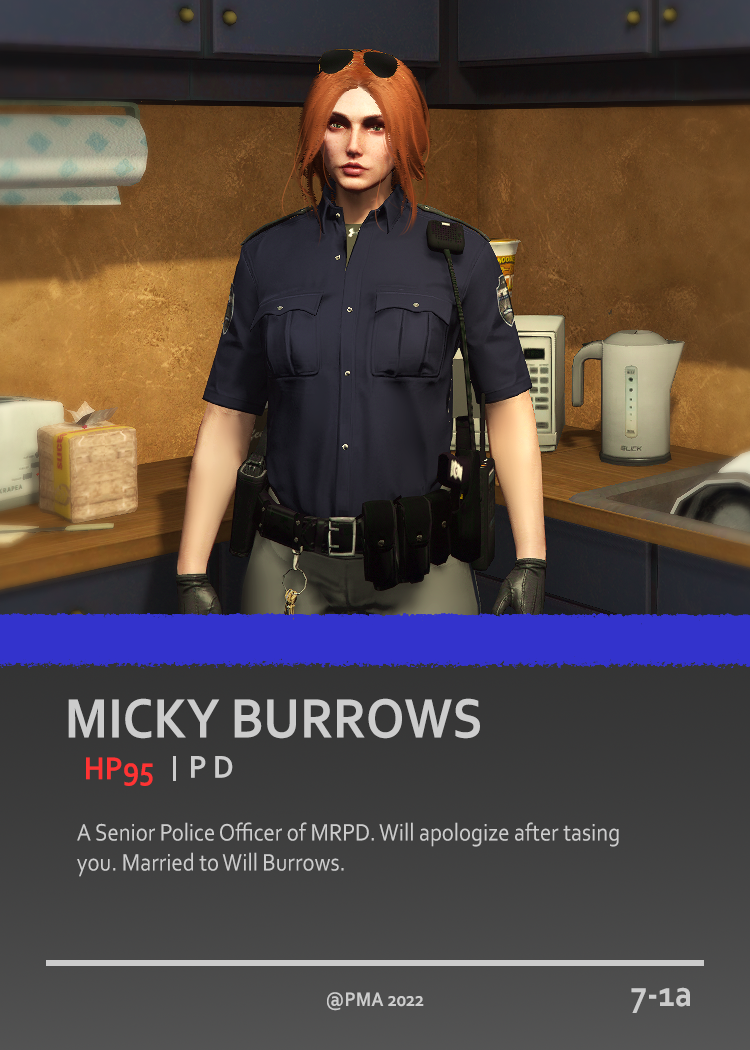 MICKY BURROWS
HP95 | PD
A Senior Police Officer of MRPD. Will apologize after tasing
you. Married to Will Burrows.
@PMA 2022
7-1a